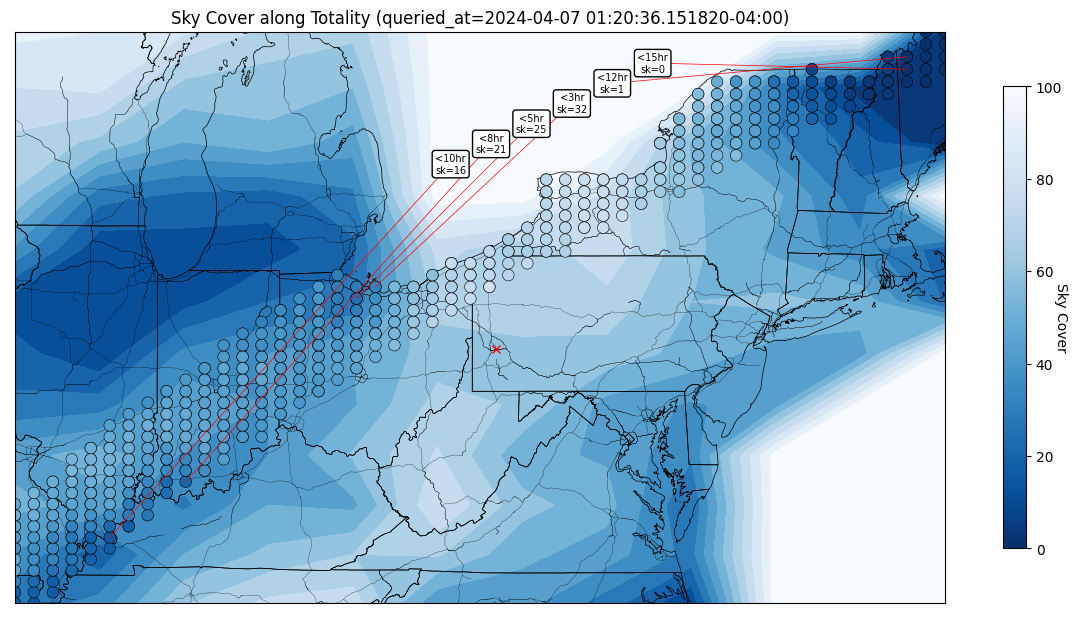 Sky Cover along Totality (queried_at=2024-04-07 01:20:36.151820-04:00)
<15hr
sk=0
<12hr
sk=1
<3hr
sk=32
<5hr
sk=25
<8hr
sk=21
<10hr
sk=16
100
80
60
40
20
0
Sky Cover